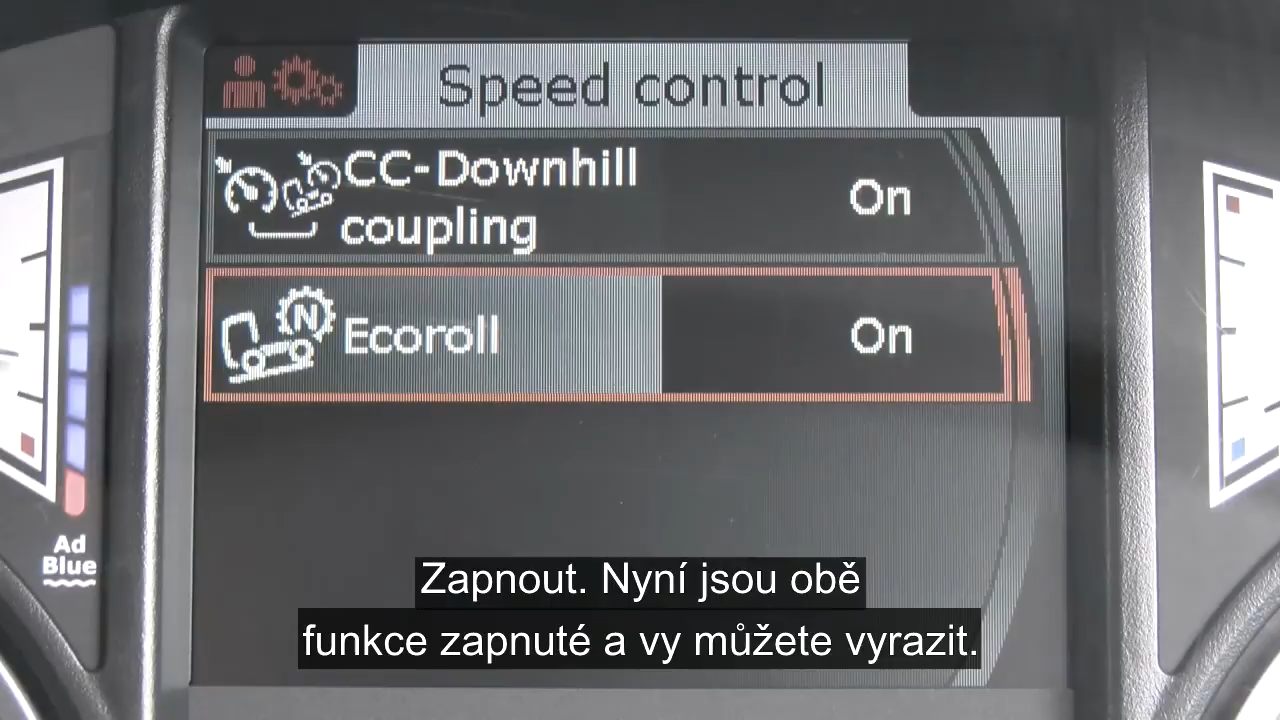 Speed control
CC-Downhill
coupling
On
N
Ecoroll
On
Ad
Blue
Zapnout. Nyní jsou obě
funkce zapnuté a vy můžete vyrazit.